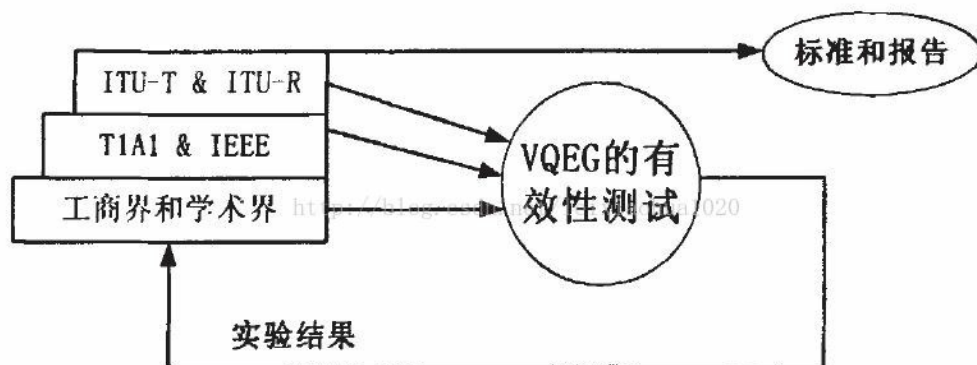 标准和报告
ITU-T & ITU-R
T1A1 & IEEE
VQEG的有
效性测试
工商界和学术界
实验结果